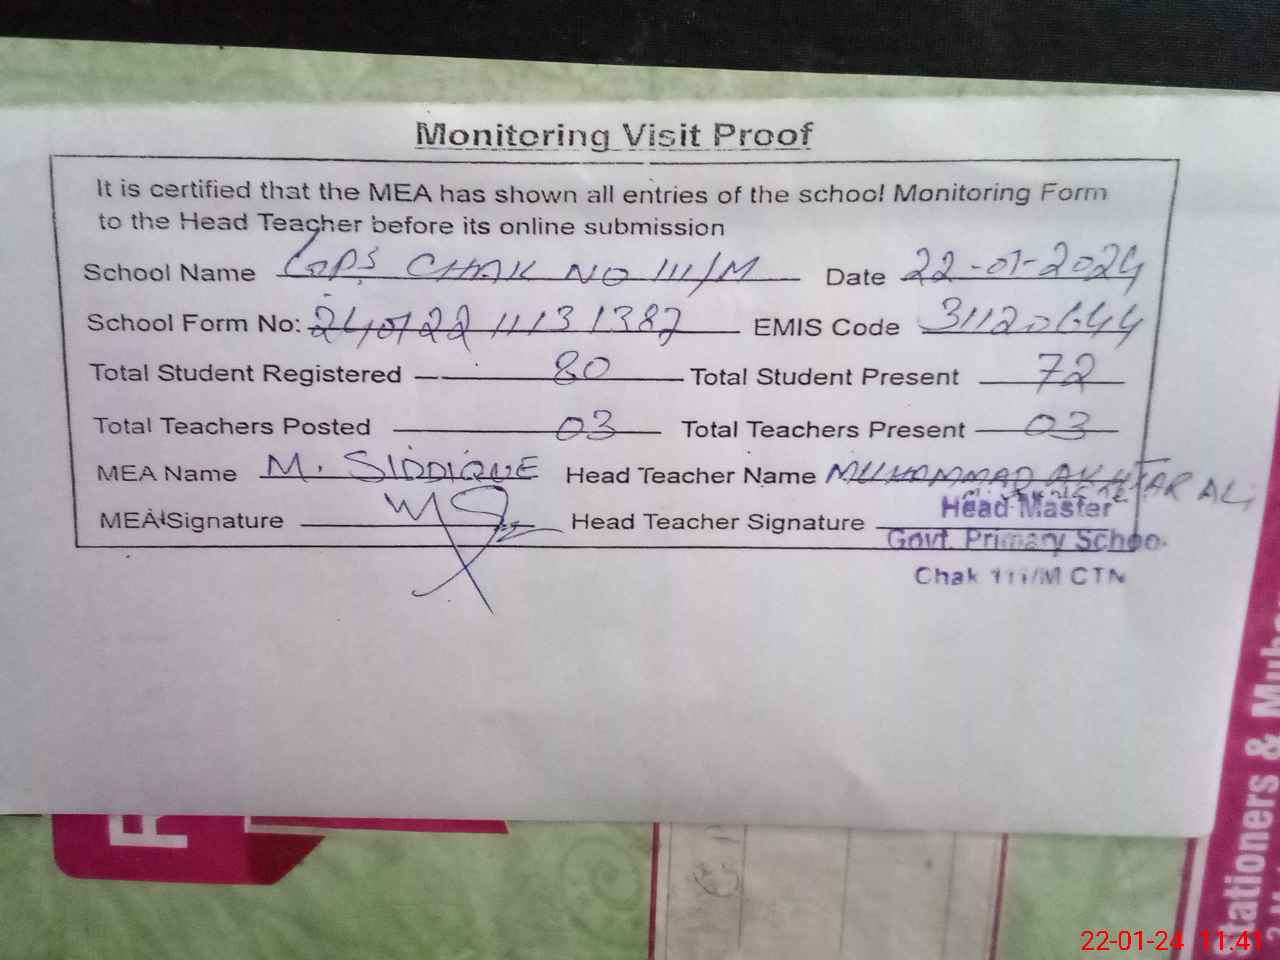 Monitoring Visit Proof
It is certified that the MEA has shown all entries of the school Monitoring Form
to the Head Teacher before its online submission
School Name GPS CHAK NO 111/M Date 22-01-2024
School Form No: 240122 11131387 EMIS Code 31120644
Total Student Registered 80 Total Student Present 72
Total Teachers Posted 03 Total Teachers Present 03
MEA Name M. SIDDIQUE Head Teacher Name MUHAMMAD AKHTAR ALI
MEA Signature Head Teacher Signature
Head Master
Govt. Primary School
Chak 111/M CTN
tationers &
22-01-24 11:41